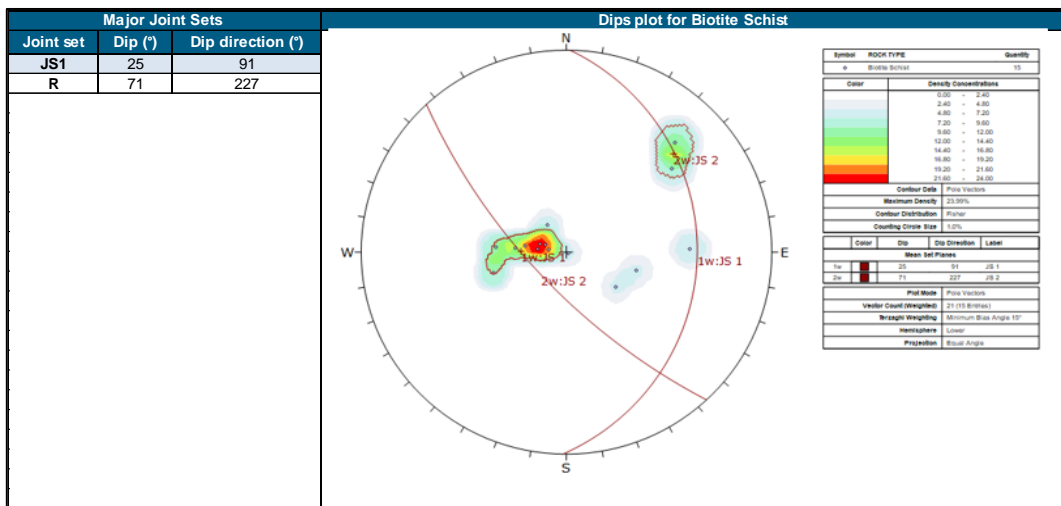 Major Joint Sets
Dips plot for Biotite Schist
Joint set Dip (°) Dip direction (°)
JS1 25 91
R 71 227
N
W
E
S
2w:JS 2
1w:JS 1
1w:JS 1
2w:JS 2
Symbol ROCK TYPE Quantity
Biotite Schist 15
Color Density Concentrations
0.00 - 2.40
2.40 - 4.80
4.80 - 7.20
7.20 - 9.60
9.60 - 12.00
12.00 - 14.40
14.40 - 16.80
16.80 - 19.20
19.20 - 21.60
21.60 - 24.00
Contour Data Pole Vectors
Maximum Density 23.99%
Contour Distribution Fisher
Counting Circle Size 1.0%
Color Dip Dip Direction Label
Mean Set Planes
1w 25 91 JS 1
2w 71 227 JS 2
Plot Mode Pole Vectors
Vector Count (Weighted) 21 (15 Entries)
Terzaghi Weighting Minimum Bias Angle 15°
Hemisphere Lower
Projection Equal Angle